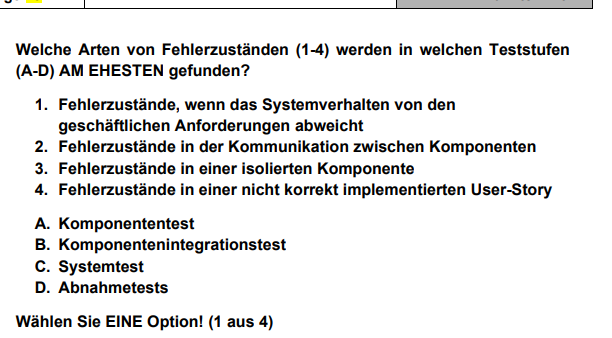 Welche Arten von Fehlerzuständen (1-4) werden in welchen Teststufen
(A-D) AM EHESTEN gefunden?
1. Fehlerzustände, wenn das Systemverhalten von den
geschäftlichen Anforderungen abweicht
2. Fehlerzustände in der Kommunikation zwischen Komponenten
3. Fehlerzustände in einer isolierten Komponente
4. Fehlerzustände in einer nicht korrekt implementierten User-Story
A. Komponententest
B. Komponentenintegrationstest
C. Systemtest
D. Abnahmetests
Wählen Sie EINE Option! (1 aus 4)